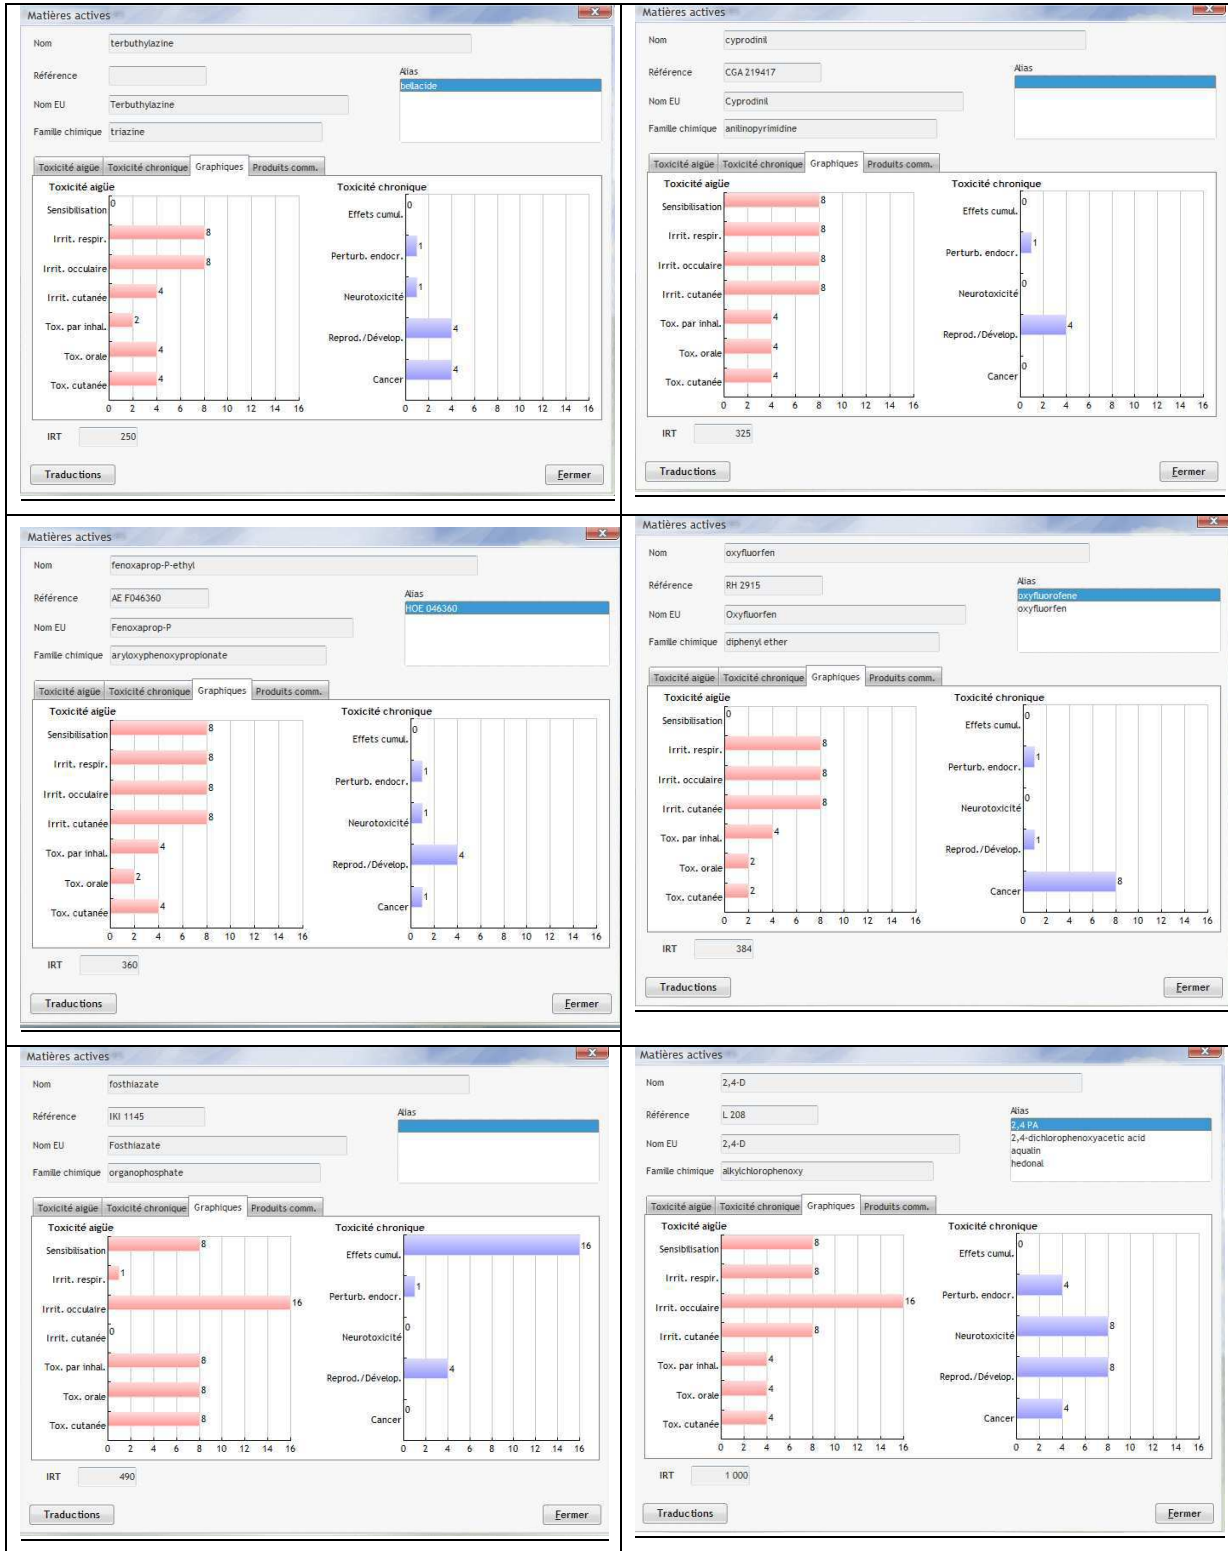 Matières actives
Nom terbuthylazine
Référence
Alias
bellacide
Nom EU Terbuthylazine
Famille chimique triazine
Toxicité aigüe Toxicité chronique Graphiques Produits comm.
Toxicité aigüe
Sensibilisation 0
Irrit. respir. 8
Irrit. occulaire 8
Irrit. cutanée 4
Tox. par inhal. 2
Tox. orale 4
Tox. cutanée 4
0 2 4 6 8 10 12 14 16
Toxicité chronique
Effets cumul. 0
Perturb. endocr. 1
Neurotoxicité 1
Reprod./Dévelop. 4
Cancer 4
0 2 4 6 8 10 12 14 16
IRT 250
Traductions Fermer
Matières actives
Nom cyprodinil
Référence CGA 219417
Alias
Nom EU Cyprodinil
Famille chimique anilinopyrimidine
Toxicité aigüe Toxicité chronique Graphiques Produits comm.
Toxicité aigüe
Sensibilisation 8
Irrit. respir. 8
Irrit. occulaire 8
Irrit. cutanée 8
Tox. par inhal. 4
Tox. orale 4
Tox. cutanée 4
0 2 4 6 8 10 12 14 16
Toxicité chronique
Effets cumul. 0
Perturb. endocr. 1
Neurotoxicité 0
Reprod./Dévelop. 4
Cancer 0
0 2 4 6 8 10 12 14 16
IRT 325
Traductions Fermer
Matières actives
Nom fenoxaprop-P-ethyl
Référence AE F046360
Alias
HOE 046360
Nom EU Fenoxaprop-P
Famille chimique aryloxyphenoxypropionate
Toxicité aigüe Toxicité chronique Graphiques Produits comm.
Toxicité aigüe
Sensibilisation 8
Irrit. respir. 8
Irrit. occulaire 8
Irrit. cutanée 8
Tox. par inhal. 4
Tox. orale 2
Tox. cutanée 4
0 2 4 6 8 10 12 14 16
Toxicité chronique
Effets cumul. 0
Perturb. endocr. 1
Neurotoxicité 1
Reprod./Dévelop. 4
Cancer 1
0 2 4 6 8 10 12 14 16
IRT 360
Traductions Fermer
Matières actives
Nom oxyfluorfen
Référence RH 2915
Alias
oxyfluorofene
oxyfluorfen
Nom EU Oxyfluorfen
Famille chimique diphenyl ether
Toxicité aigüe Toxicité chronique Graphiques Produits comm.
Toxicité aigüe
Sensibilisation 0
Irrit. respir. 8
Irrit. occulaire 8
Irrit. cutanée 8
Tox. par inhal. 4
Tox. orale 2
Tox. cutanée 2
0 2 4 6 8 10 12 14 16
Toxicité chronique
Effets cumul. 0
Perturb. endocr. 1
Neurotoxicité 0
Reprod./Dévelop. 1
Cancer 8
0 2 4 6 8 10 12 14 16
IRT 384
Traductions Fermer
Matières actives
Nom fosthiazate
Référence IKI 1145
Alias
Nom EU Fosthiazate
Famille chimique organophosphate
Toxicité aigüe Toxicité chronique Graphiques Produits comm.
Toxicité aigüe
Sensibilisation 8
Irrit. respir. 1
Irrit. occulaire 16
Irrit. cutanée 0
Tox. par inhal. 8
Tox. orale 8
Tox. cutanée 8
0 2 4 6 8 10 12 14 16
Toxicité chronique
Effets cumul. 16
Perturb. endocr. 1
Neurotoxicité 0
Reprod./Dévelop. 4
Cancer 0
0 2 4 6 8 10 12 14 16
IRT 490
Traductions Fermer
Matières actives
Nom 2,4-D
Référence L 208
Alias
2,4 PA
2,4-dichlorophenoxyacetic acid
aqualin
hedonal
Nom EU 2,4-D
Famille chimique alkylchlorophenoxy
Toxicité aigüe Toxicité chronique Graphiques Produits comm.
Toxicité aigüe
Sensibilisation 8
Irrit. respir. 8
Irrit. occulaire 16
Irrit. cutanée 8
Tox. par inhal. 4
Tox. orale 4
Tox. cutanée 4
0 2 4 6 8 10 12 14 16
Toxicité chronique
Effets cumul. 0
Perturb. endocr. 4
Neurotoxicité 8
Reprod./Dévelop. 8
Cancer 4
0 2 4 6 8 10 12 14 16
IRT 1 000
Traductions Fermer